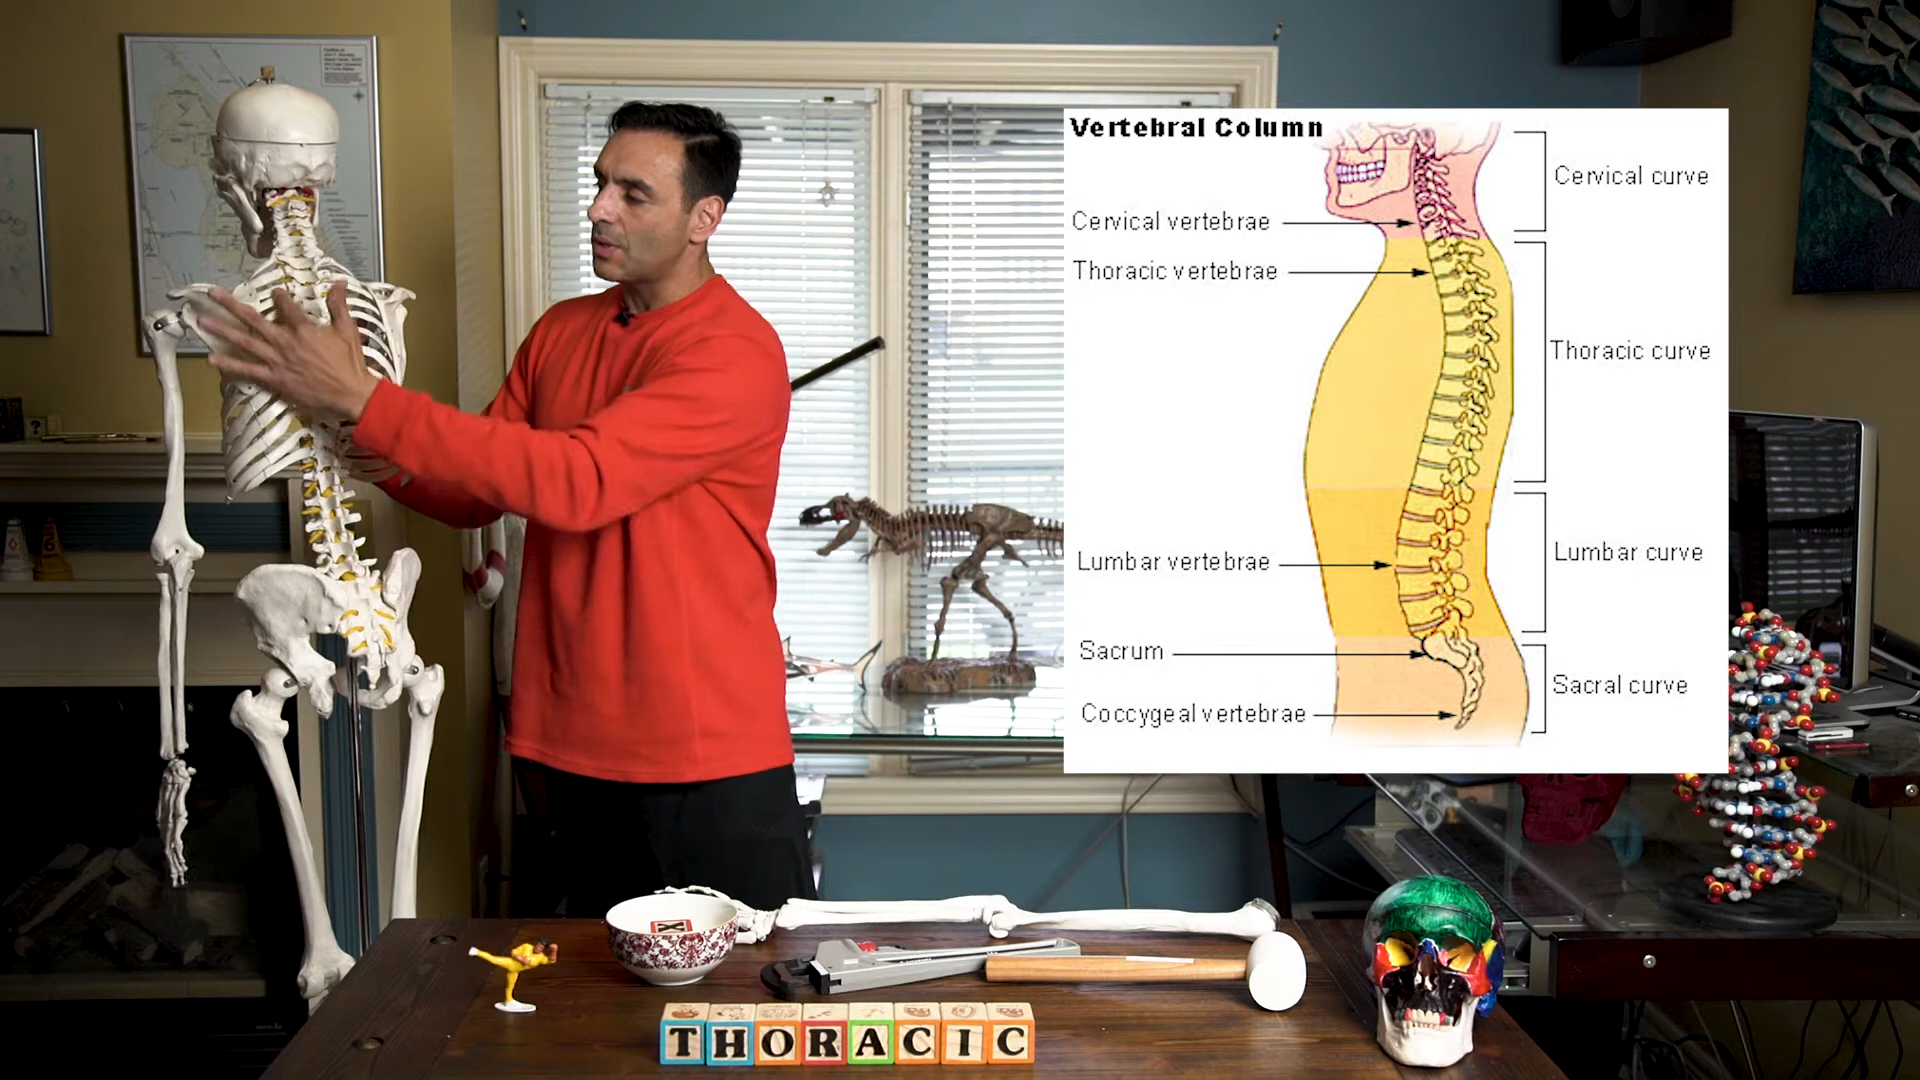 Vertebral Column
Cervical curve
Cervical vertebrae
Thoracic vertebrae
Thoracic curve
Lumbar curve
Lumbar vertebrae
Sacrum
Sacral curve
Coccygeal vertebrae
THORACIC